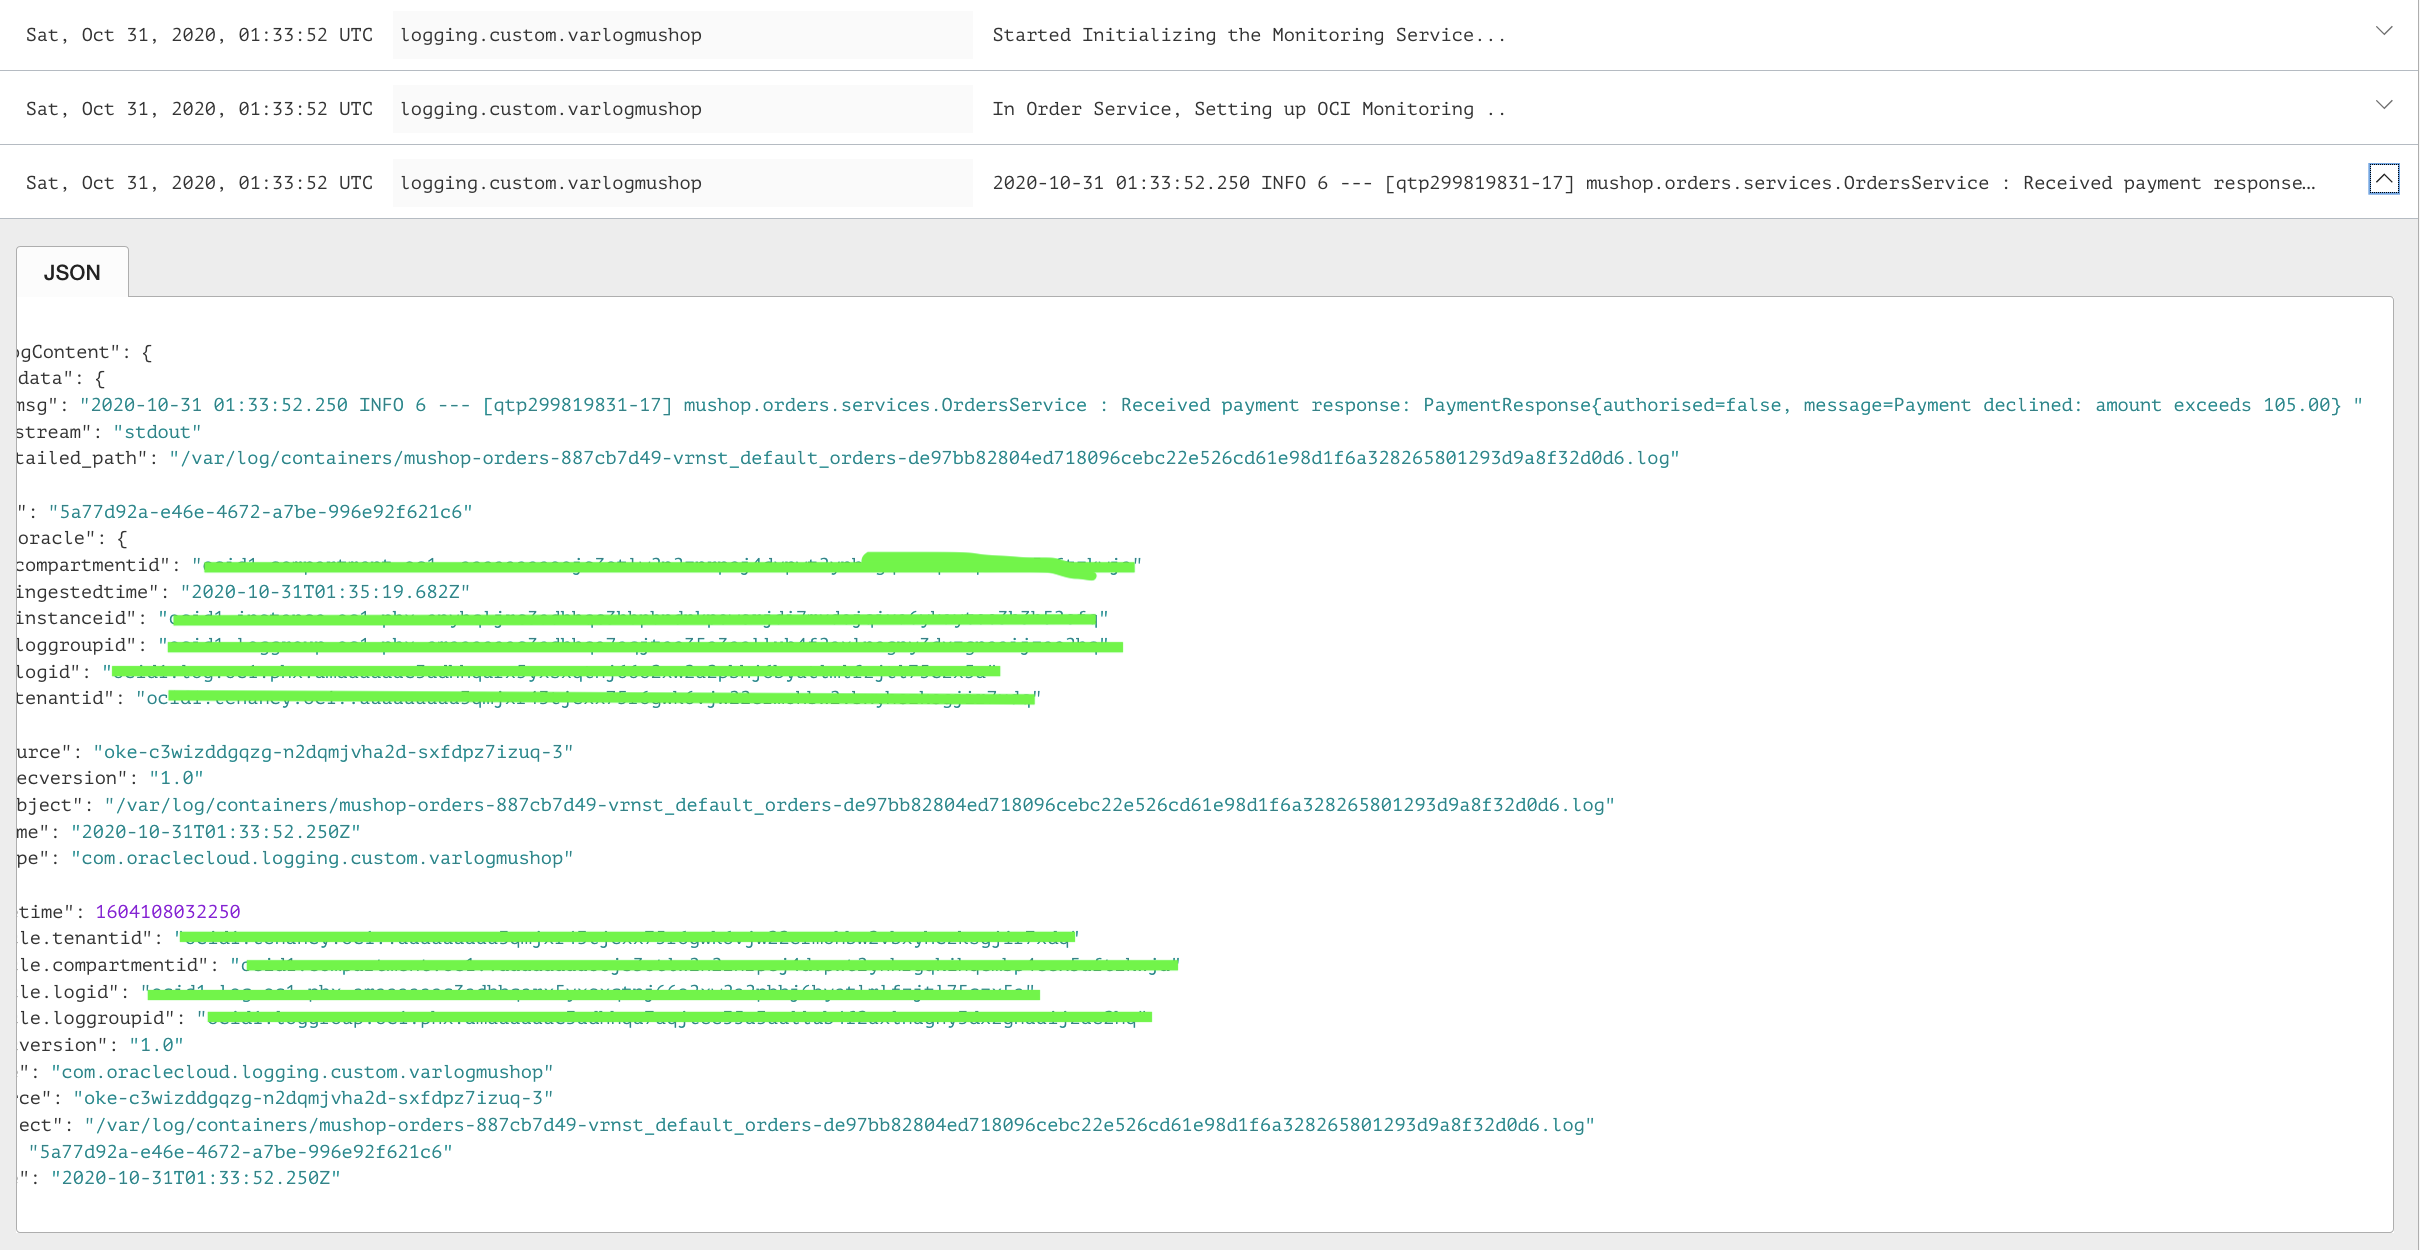 Sat, Oct 31, 2020, 01:33:52 UTC logging.custom.varlogmushop Started Initializing the Monitoring Service...
Sat, Oct 31, 2020, 01:33:52 UTC logging.custom.varlogmushop In Order Service, Setting up OCI Monitoring ..
Sat, Oct 31, 2020, 01:33:52 UTC logging.custom.varlogmushop 2020-10-31 01:33:52.250 INFO 6 --- [qtp299819831-17] mushop.orders.services.OrdersService : Received payment response…
JSON
gContent": {
data": {
msg": "2020-10-31 01:33:52.250 INFO 6 --- [qtp299819831-17] mushop.orders.services.OrdersService : Received payment response: PaymentResponse{authorised=false, message=Payment declined: amount exceeds 105.00} "
stream": "stdout"
tailed_path": "/var/log/containers/mushop-orders-887cb7d49-vrnst_default_orders-de97bb82804ed718096cebc22e526cd61e98d1f6a328265801293d9a8f32d0d6.log"
": "5a77d92a-e46e-4672-a7be-996e92f621c6"
oracle": {
compartmentid": "
ingestedtime": "2020-10-31T01:35:19.682Z"
instanceid": "
loggroupid": "
logid": "
tenantid": "
urce": "oke-c3wizddgqzg-n2dqmjvha2d-sxfdpz7izuq-3"
ecversion": "1.0"
bject": "/var/log/containers/mushop-orders-887cb7d49-vrnst_default_orders-de97bb82804ed718096cebc22e526cd61e98d1f6a328265801293d9a8f32d0d6.log"
me": "2020-10-31T01:33:52.250Z"
pe": "com.oraclecloud.logging.custom.varlogmushop"
time": 1604108032250
le.tenantid": "
le.compartmentid": "
le.logid": "
le.loggroupid": "
version": "1.0"
": "com.oraclecloud.logging.custom.varlogmushop"
ce": "oke-c3wizddgqzg-n2dqmjvha2d-sxfdpz7izuq-3"
ect": "/var/log/containers/mushop-orders-887cb7d49-vrnst_default_orders-de97bb82804ed718096cebc22e526cd61e98d1f6a328265801293d9a8f32d0d6.log"
"5a77d92a-e46e-4672-a7be-996e92f621c6"
": "2020-10-31T01:33:52.250Z"